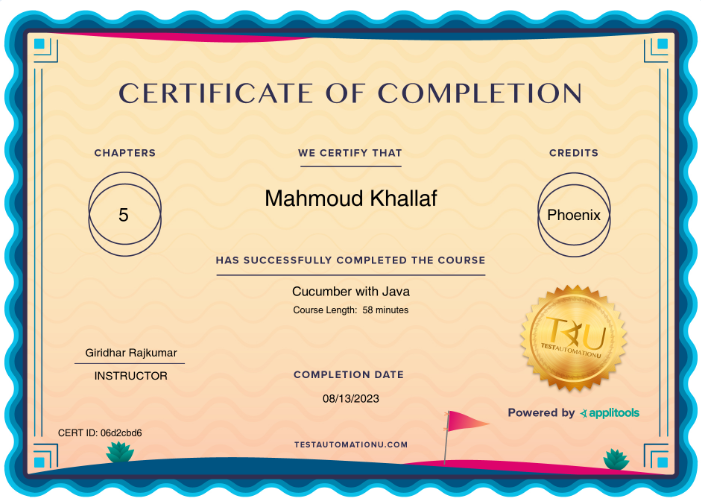 CERTIFICATE OF COMPLETION
CHAPTERS
5
WE CERTIFY THAT
Mahmoud Khallaf
CREDITS
Phoenix
HAS SUCCESSFULLY COMPLETED THE COURSE
Cucumber with Java
Course Length: 58 minutes
TAU
TESTAUTOMATIONU
Giridhar Rajkumar
INSTRUCTOR
COMPLETION DATE
08/13/2023
Powered by applitools
CERT ID: 06d2cbd6
TESTAUTOMATIONU.COM